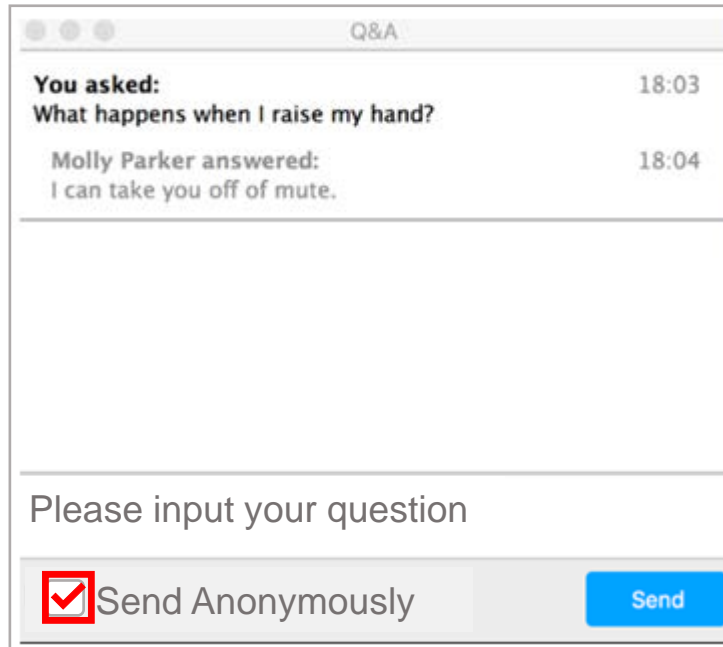 Q&A
You asked: 18:03
What happens when I raise my hand?
Molly Parker answered: 18:04
I can take you off of mute.
Please input your question
Send Anonymously Send